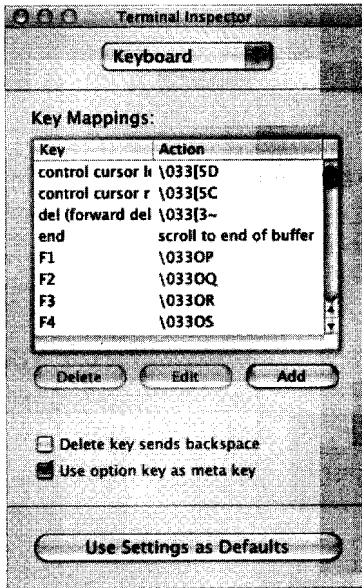 Terminal Inspector
Keyboard
Key Mappings:
Key Action
control cursor le \033[5D
control cursor r \033[5C
del (forward del \033[3~
end scroll to end of buffer
F1 \033OP
F2 \033OQ
F3 \033OR
F4 \033OS
Delete Edit Add
Delete key sends backspace
Use option key as meta key
Use Settings as Defaults